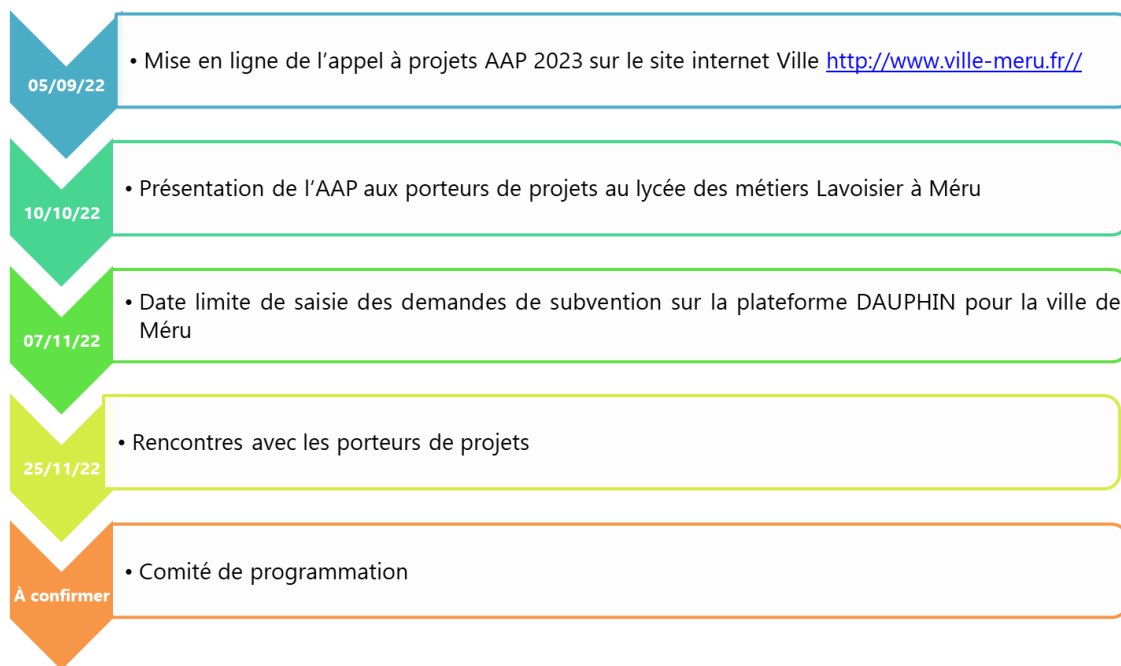 05/09/22
• Mise en ligne de l’appel à projets AAP 2023 sur le site internet Ville http://www.ville-meru.fr//
10/10/22
• Présentation de l’AAP aux porteurs de projets au lycée des métiers Lavoisier à Méru
07/11/22
• Date limite de saisie des demandes de subvention sur la plateforme DAUPHIN pour la ville de
Méru
25/11/22
• Rencontres avec les porteurs de projets
À confirmer
• Comité de programmation